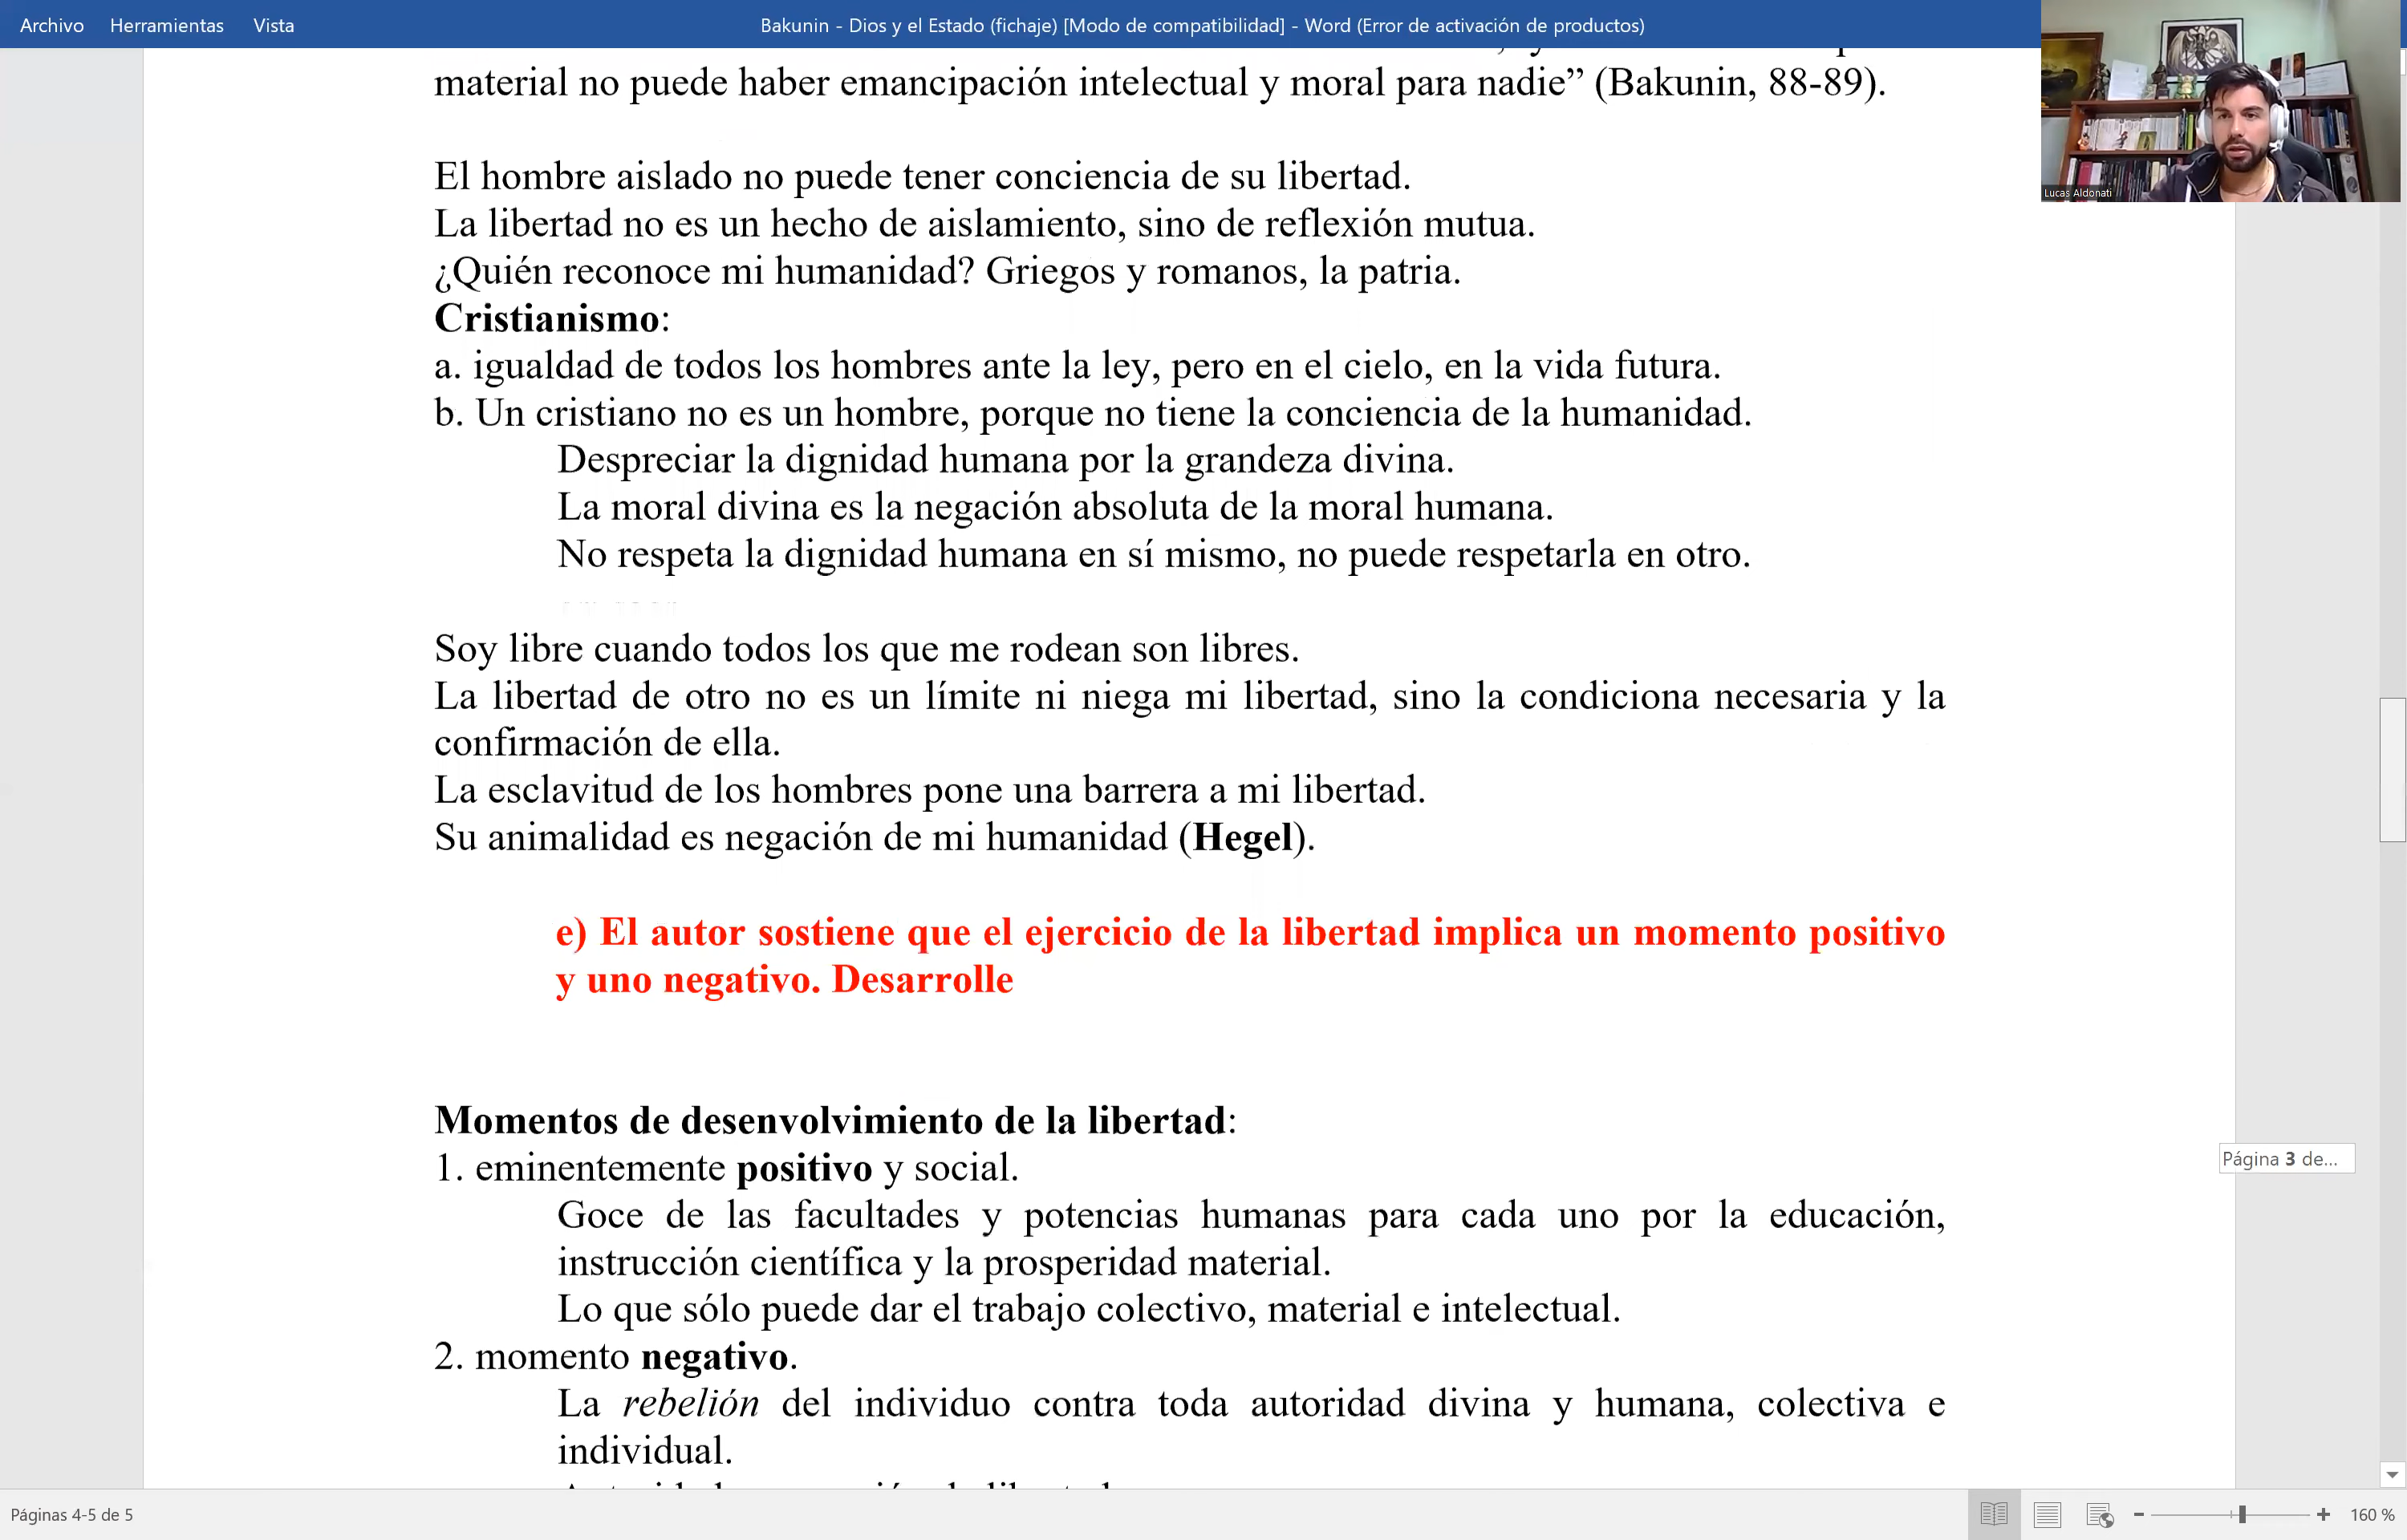 Archivo Herramientas Vista Bakunin - Dios y el Estado (fichaje) [Modo de compatibilidad] - Word (Error de activación de productos)
material no puede haber emancipación intelectual y moral para nadie” (Bakunin, 88-89).
El hombre aislado no puede tener conciencia de su libertad.
Lucas Aldonati
La libertad no es un hecho de aislamiento, sino de reflexión mutua.
¿Quién reconoce mi humanidad? Griegos y romanos, la patria.
Cristianismo:
a. igualdad de todos los hombres ante la ley, pero en el cielo, en la vida futura.
b. Un cristiano no es un hombre, porque no tiene la conciencia de la humanidad.
Despreciar la dignidad humana por la grandeza divina.
La moral divina es la negación absoluta de la moral humana.
No respeta la dignidad humana en sí mismo, no puede respetarla en otro.
Soy libre cuando todos los que me rodean son libres.
La libertad de otro no es un límite ni niega mi libertad, sino la condiciona necesaria y la
confirmación de ella.
La esclavitud de los hombres pone una barrera a mi libertad.
Su animalidad es negación de mi humanidad (Hegel).
e) El autor sostiene que el ejercicio de la libertad implica un momento positivo
y uno negativo. Desarrolle
Momentos de desenvolvimiento de la libertad:
1. eminentemente positivo y social.
Página 3 de...
Goce de las facultades y potencias humanas para cada uno por la educación,
instrucción científica y la prosperidad material.
Lo que sólo puede dar el trabajo colectivo, material e intelectual.
2. momento negativo.
La rebelión del individuo contra toda autoridad divina y humana, colectiva e
individual.
Páginas 4-5 de 5
160 %